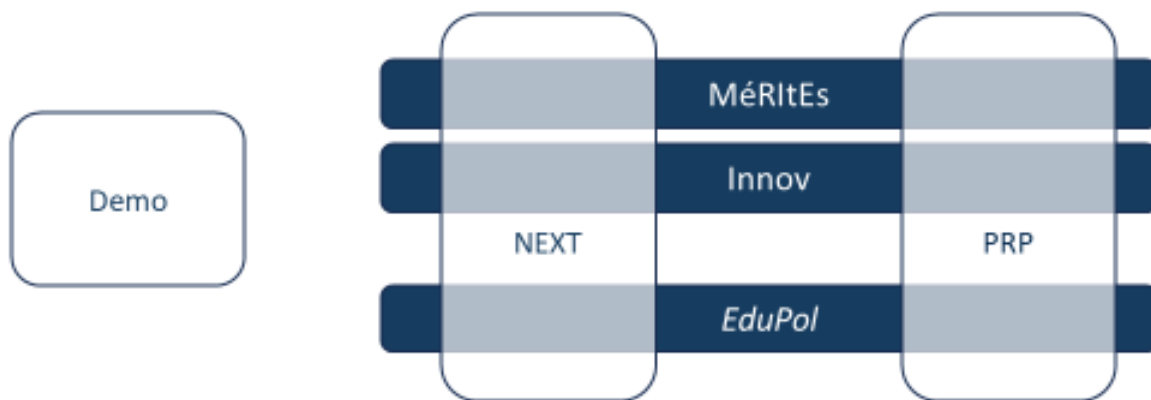 MéRItEs
Innov
Demo
NEXT
PRP
EduPol